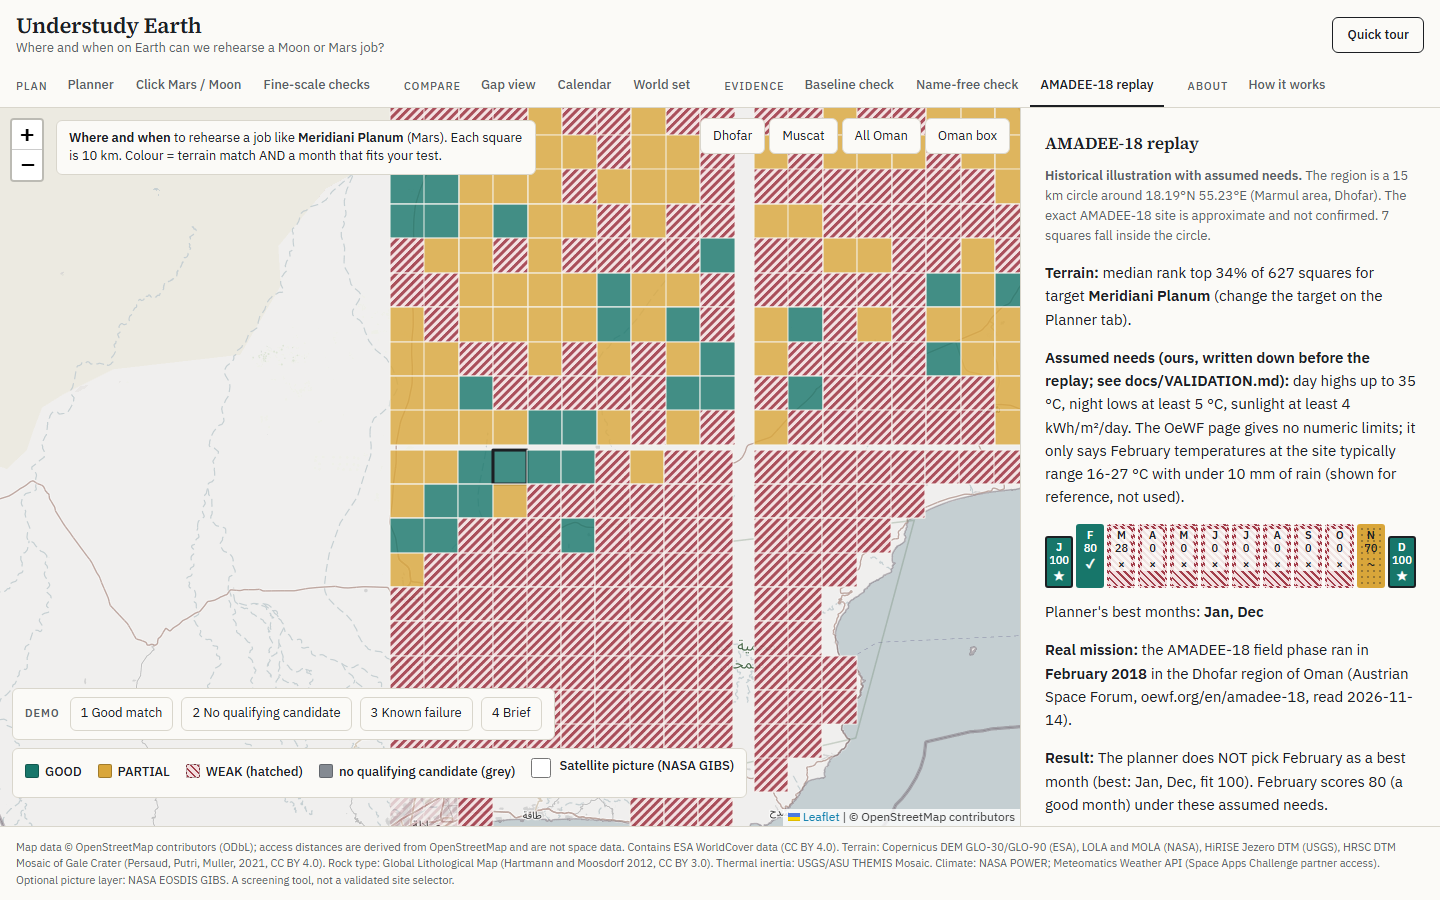 Understudy Earth
Where and when on Earth can we rehearse a Moon or Mars job?
Quick tour
PLAN Planner Click Mars / Moon Fine-scale checks COMPARE Gap view Calendar World set EVIDENCE Baseline check Name-free check AMADEE-18 replay ABOUT How it works
+
−
Where and when to rehearse a job like Meridiani Planum (Mars). Each square
is 10 km. Colour = terrain match AND a month that fits your test.
Dhofar Muscat All Oman Oman box
DEMO 1 Good match 2 No qualifying candidate 3 Known failure 4 Brief
GOOD PARTIAL WEAK (hatched) no qualifying candidate (grey) Satellite picture (NASA GIBS)
طاقة
Leaflet | © OpenStreetMap contributors
AMADEE-18 replay
Historical illustration with assumed needs. The region is a 15
km circle around 18.19°N 55.23°E (Marmul area, Dhofar). The
exact AMADEE-18 site is approximate and not confirmed. 7
squares fall inside the circle.
Terrain: median rank top 34% of 627 squares for
target Meridiani Planum (change the target on the
Planner tab).
Assumed needs (ours, written down before the
replay; see docs/VALIDATION.md): day highs up to 35
°C, night lows at least 5 °C, sunlight at least 4
kWh/m²/day. The OeWF page gives no numeric limits; it
only says February temperatures at the site typically
range 16-27 °C with under 10 mm of rain (shown for
reference, not used).
J F M A M J J A S O N D
100 80 28 0 0 0 0 0 0 0 70 100
★ ✓ × × × × × × × × ~ ★
Planner's best months: Jan, Dec
Real mission: the AMADEE-18 field phase ran in
February 2018 in the Dhofar region of Oman (Austrian
Space Forum, oewf.org/en/amadee-18, read 2026-11-
14).
Result: The planner does NOT pick February as a best
month (best: Jan, Dec, fit 100). February scores 80 (a
good month) under these assumed needs.
Map data © OpenStreetMap contributors (ODbL); access distances are derived from OpenStreetMap and are not space data. Contains ESA WorldCover data (CC BY 4.0). Terrain: Copernicus DEM GLO-30/GLO-90 (ESA), LOLA and MOLA (NASA), HiRISE Jezero DTM (USGS), HRSC DTM
Mosaic of Gale Crater (Persaud, Putri, Muller, 2021, CC BY 4.0). Rock type: Global Lithological Map (Hartmann and Moosdorf 2012, CC BY 3.0). Thermal inertia: USGS/ASU THEMIS Mosaic. Climate: NASA POWER; Meteomatics Weather API (Space Apps Challenge partner access).
Optional picture layer: NASA EOSDIS GIBS. A screening tool, not a validated site selector.